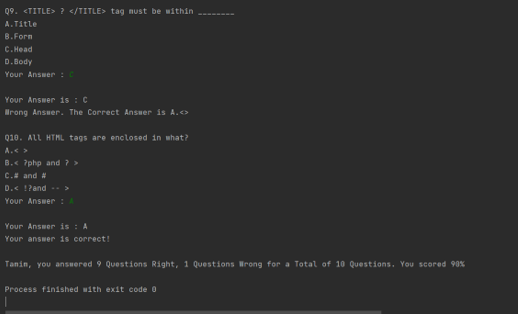 Q9. <TITLE> ? </TITLE> tag must be within ________
A.Title
B.Form
C.Head
D.Body
Your Answer : C
Your Answer is : C
Wrong Answer. The Correct Answer is A.<>
Q10. All HTML tags are enclosed in what?
A.< >
B.< ?php and ? >
C.# and #
D.< !?and -- >
Your Answer : A
Your Answer is : A
Your answer is correct!
Tamim, you answered 9 Questions Right, 1 Questions Wrong for a Total of 10 Questions. You scored 90%
Process finished with exit code 0